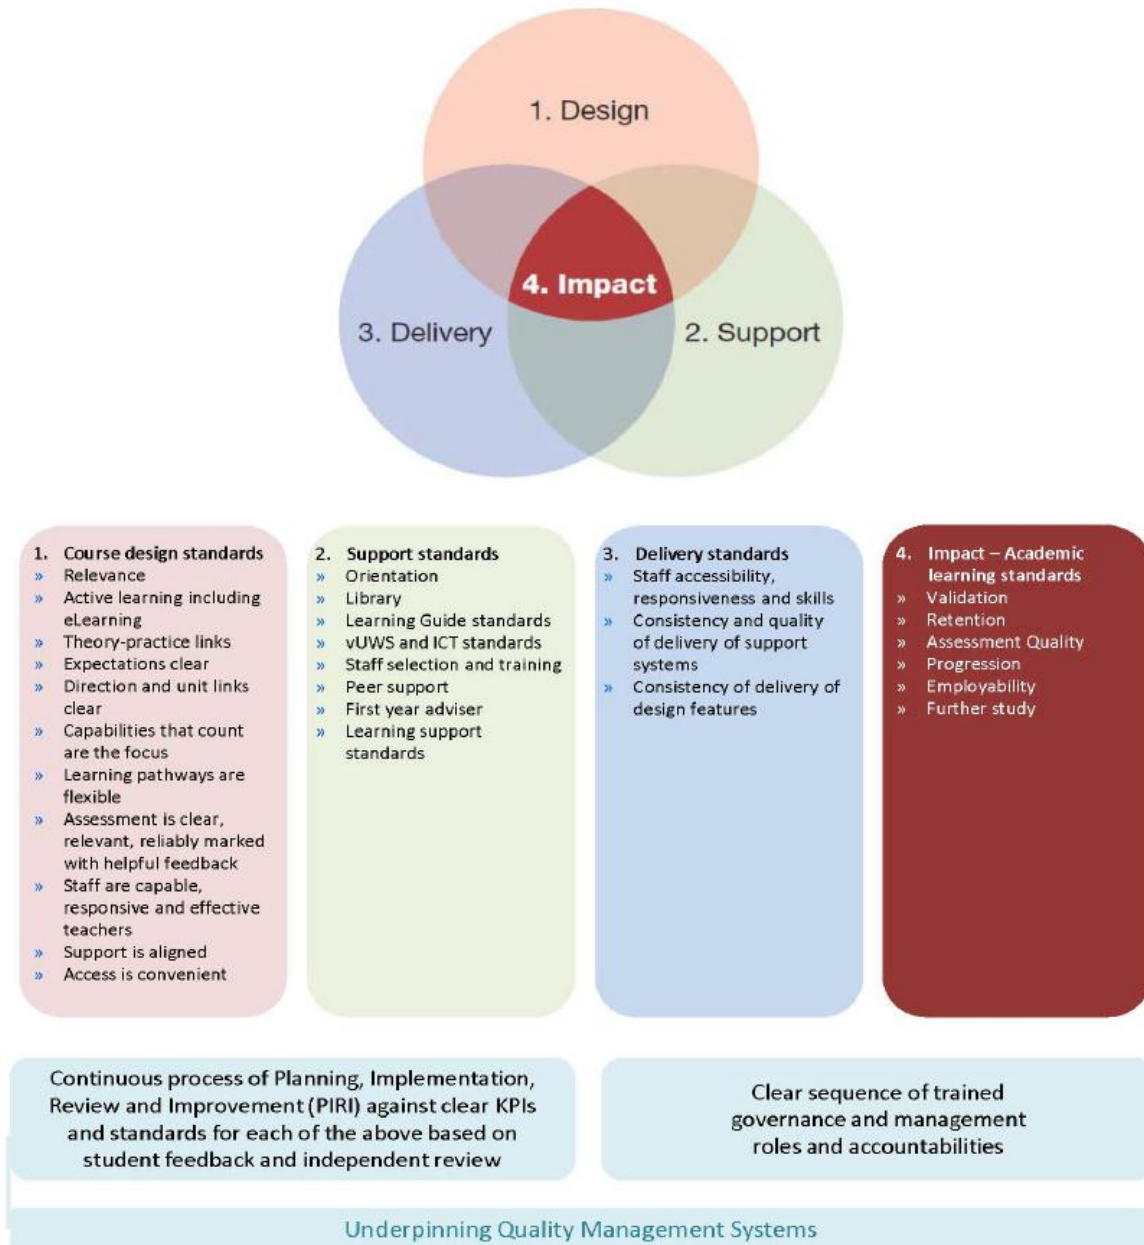 1. Design
4. Impact
3. Delivery
2. Support
1. Course design standards
» Relevance
» Active learning including
eLearning
» Theory-practice links
» Expectations clear
» Direction and unit links
clear
» Capabilities that count
are the focus
» Learning pathways are
flexible
» Assessment is clear,
relevant, reliably marked
with helpful feedback
» Staff are capable,
responsive and effective
teachers
» Support is aligned
» Access is convenient
2. Support standards
» Orientation
» Library
» Learning Guide standards
» vUWS and ICT standards
» Staff selection and training
» Peer support
» First year adviser
» Learning support
standards
3. Delivery standards
» Staff accessibility,
responsiveness and skills
» Consistency and quality
of delivery of support
systems
» Consistency of delivery of
design features
4. Impact – Academic
learning standards
» Validation
» Retention
» Assessment Quality
» Progression
» Employability
» Further study
Continuous process of Planning, Implementation,
Review and Improvement (PIRI) against clear KPIs
and standards for each of the above based on
student feedback and independent review
Clear sequence of trained
governance and management
roles and accountabilities
Underpinning Quality Management Systems